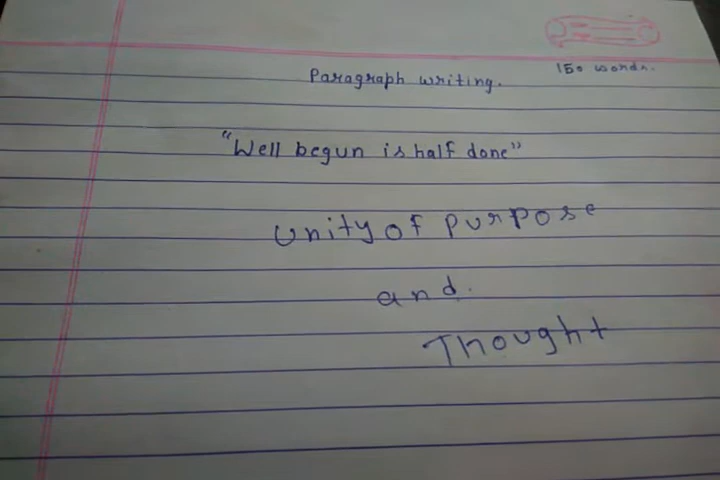 150 words.
Paragraph writing.
"Well begun is half done"
Unity of Purpose
and.
Thought